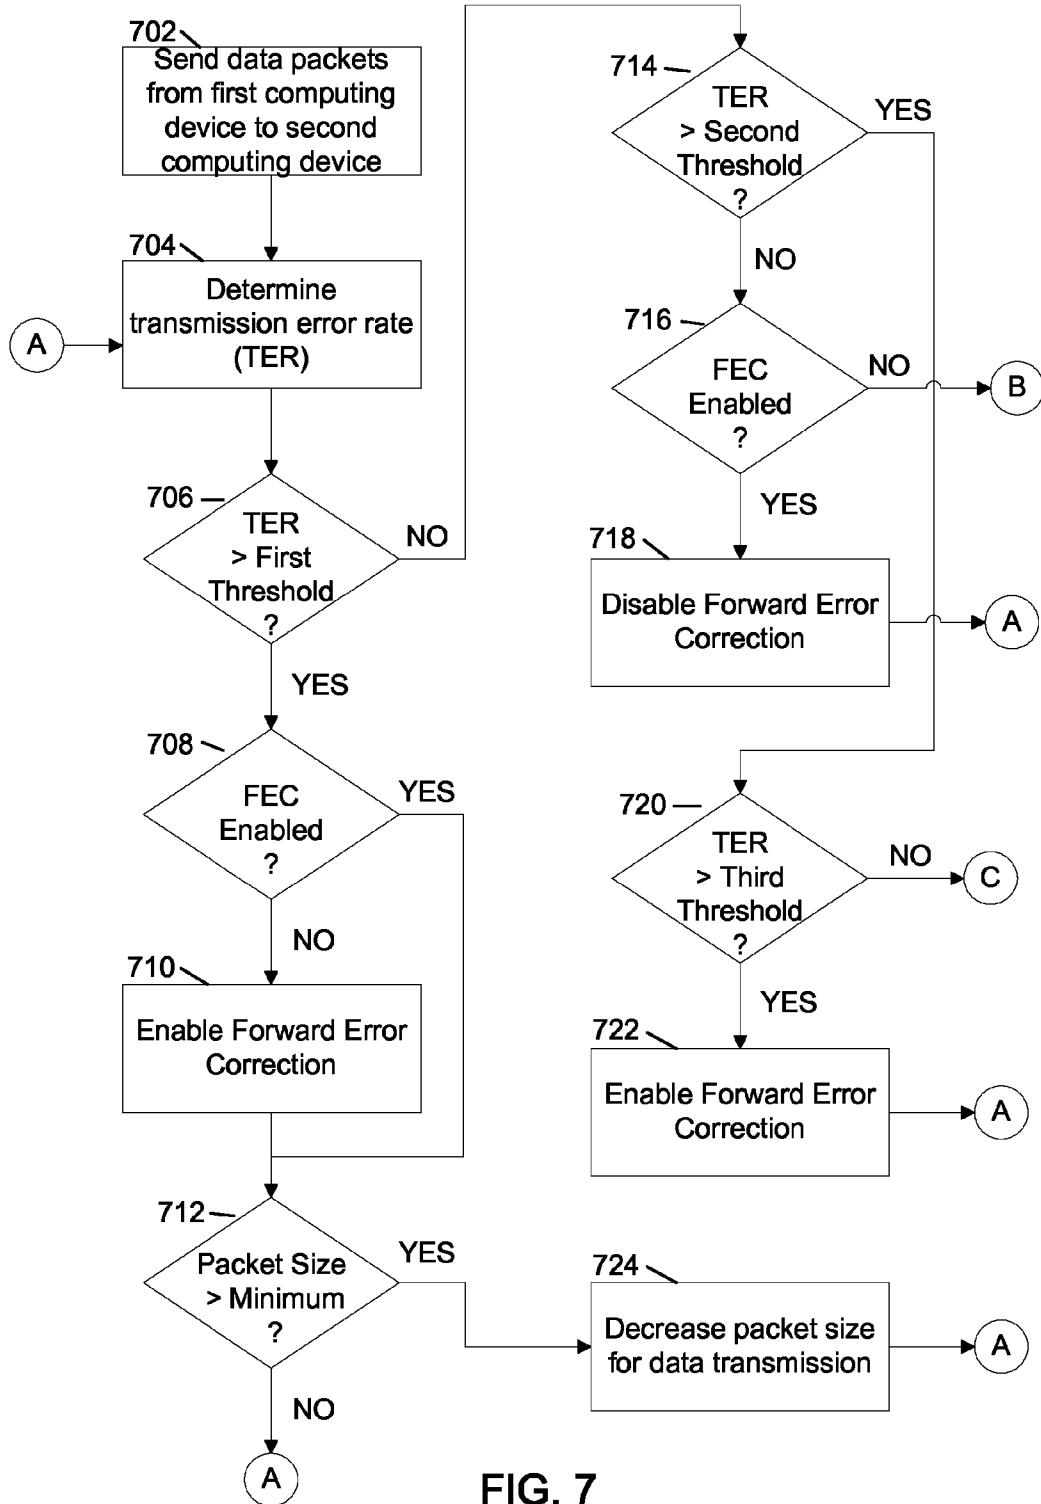 702
Send data packets
from first computing
device to second
computing device
704
Determine
transmission error rate
(TER)
A
706
TER
> First
Threshold
?
NO
YES
708
FEC
Enabled
?
YES
NO
710
Enable Forward Error
Correction
712
Packet Size
> Minimum
?
YES
NO
A
714
TER
> Second
Threshold
?
YES
NO
716
FEC
Enabled
?
NO
B
YES
718
Disable Forward Error
Correction
A
720
TER
> Third
Threshold
?
NO
C
YES
722
Enable Forward Error
Correction
A
724
Decrease packet size
for data transmission
A
FIG. 7